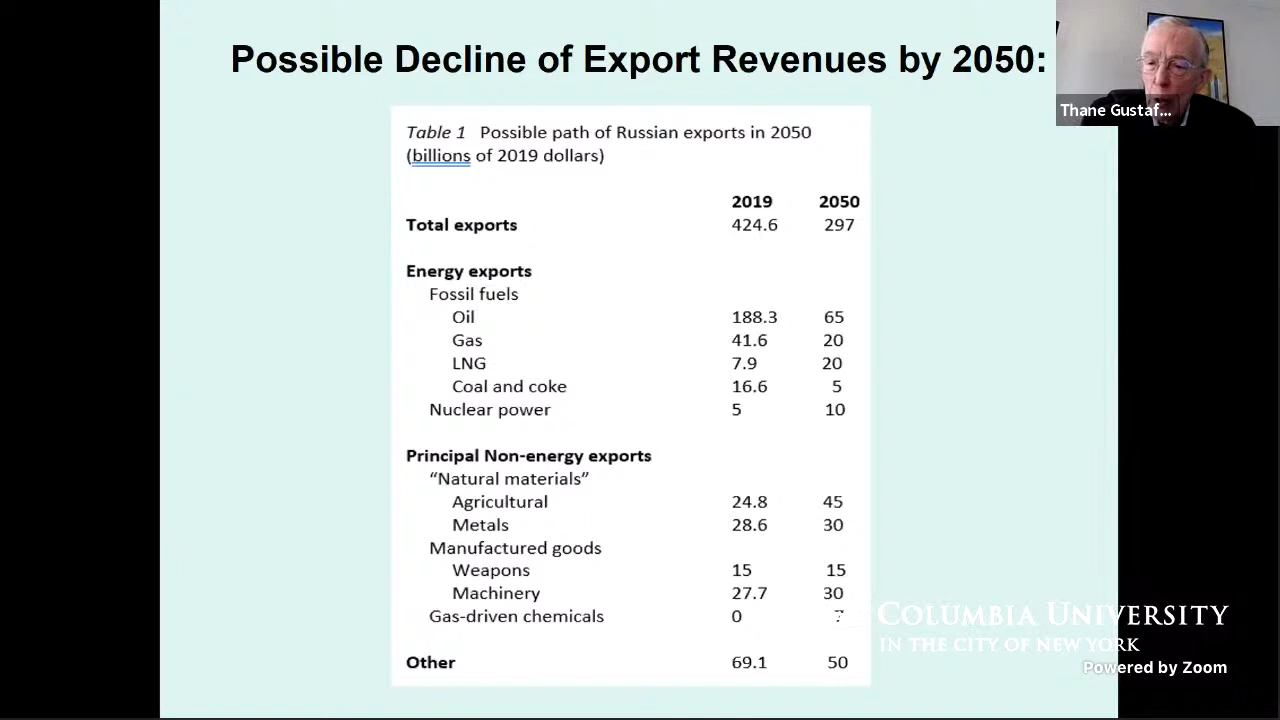 Possible Decline of Export Revenues by 2050:
Thane Gustaf...
Table 1 Possible path of Russian exports in 2050
(billions of 2019 dollars)
2019 2050
Total exports 424.6 297
Energy exports
Fossil fuels
Oil 188.3 65
Gas 41.6 20
LNG 7.9 20
Coal and coke 16.6 5
Nuclear power 5 10
Principal Non-energy exports
“Natural materials”
Agricultural 24.8 45
Metals 28.6 30
Manufactured goods
Weapons 15 15
Machinery 27.7 30
Gas-driven chemicals 0
Other 69.1 50
COLUMBIA UNIVERSITY
IN THE CITY OF NEW YORK
Powered by Zoom